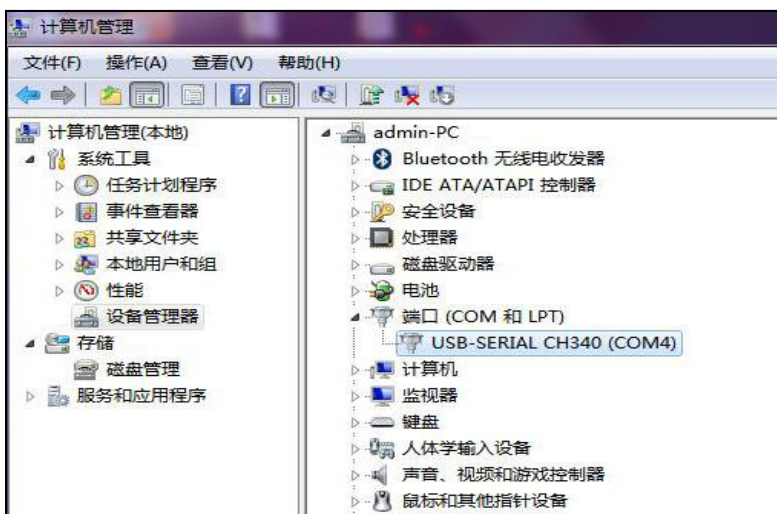 计算机管理
文件(F) 操作(A) 查看(V) 帮助(H)
计算机管理(本地)
系统工具
任务计划程序
事件查看器
共享文件夹
本地用户和组
性能
设备管理器
存储
磁盘管理
服务和应用程序
admin-PC
Bluetooth 无线电收发器
IDE ATA/ATAPI 控制器
安全设备
处理器
磁盘驱动器
电池
端口 (COM 和 LPT)
USB-SERIAL CH340 (COM4)
计算机
监视器
键盘
人体学输入设备
声音、视频和游戏控制器
鼠标和其他指针设备